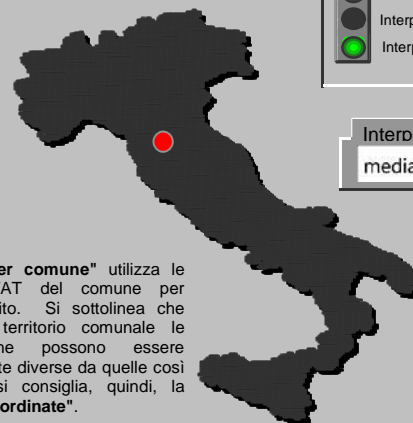 Interp
Interp
Interp
media
er comune" utilizza le
AT del comune per
ito. Si sottolinea che
territorio comunale le
ne possono essere
te diverse da quelle così
si consiglia, quindi, la
ordinate".